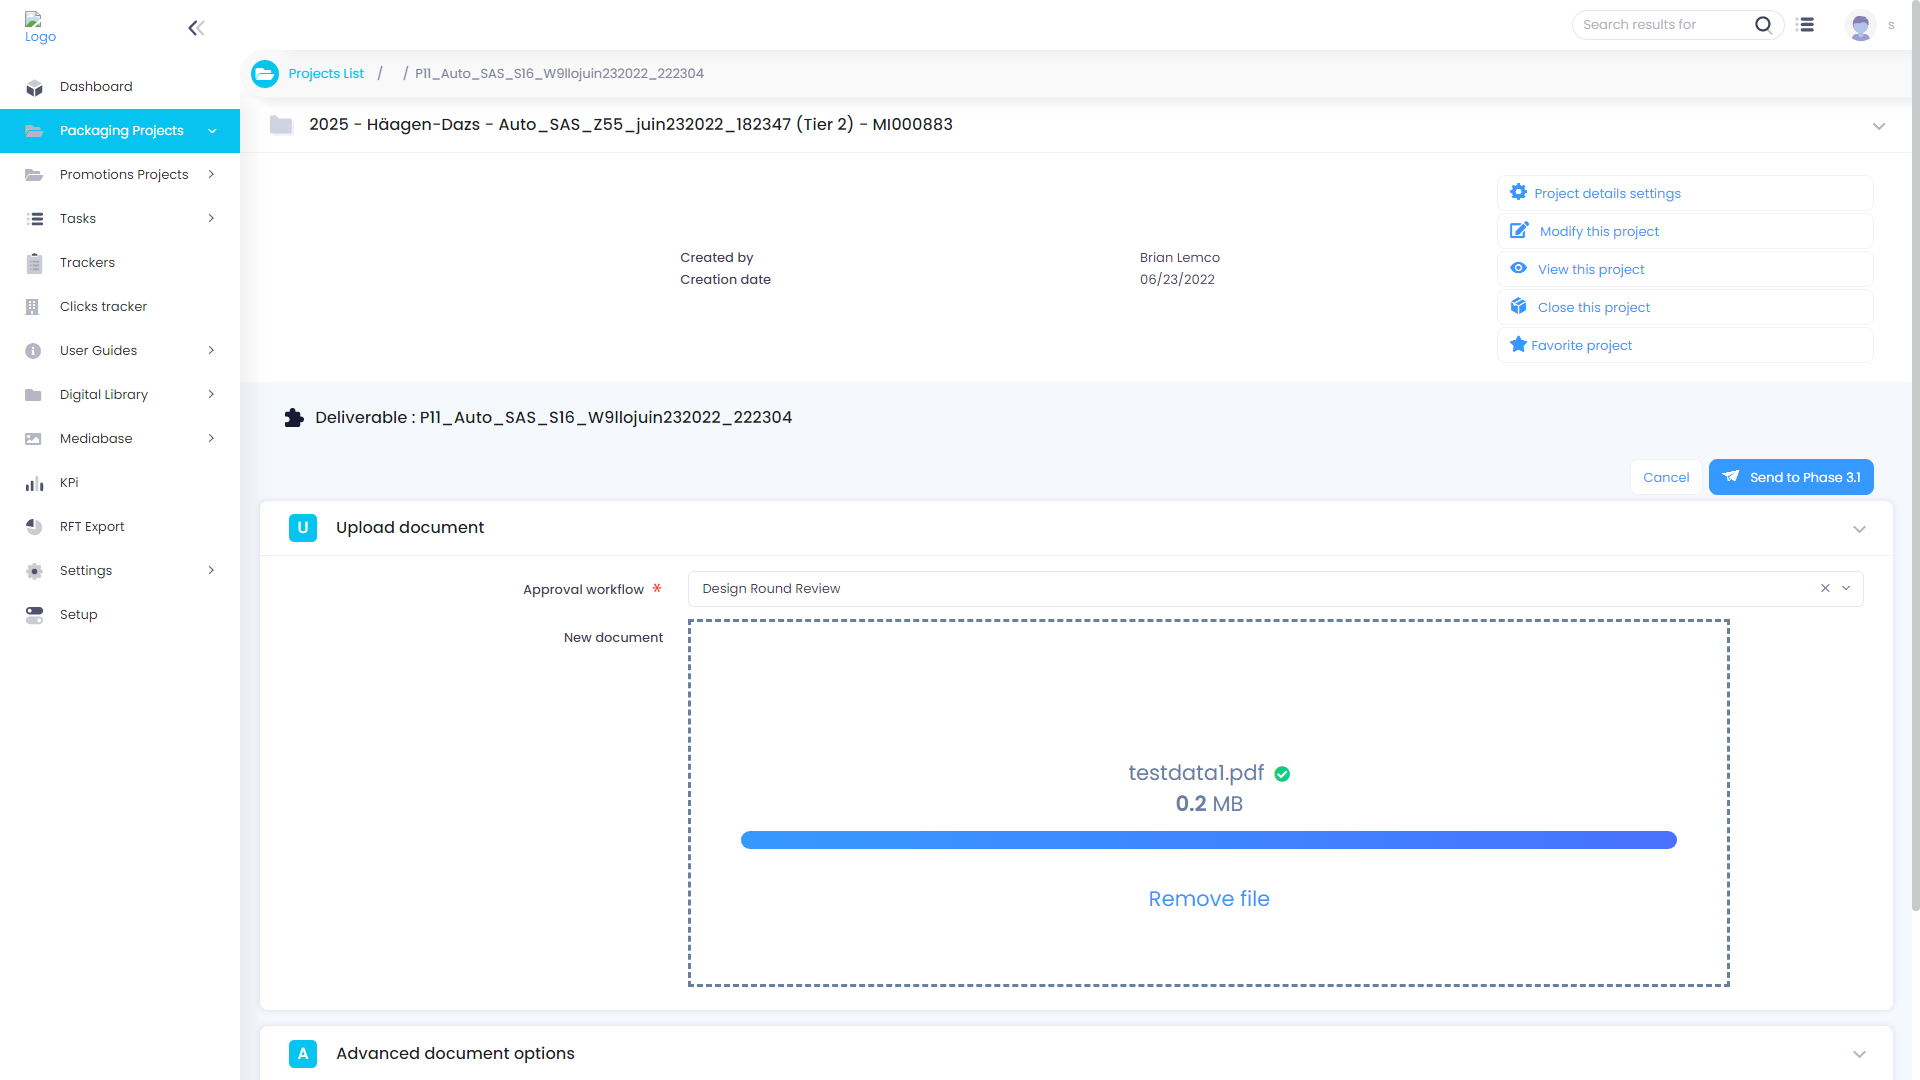 Logo
Search results for
s
Dashboard
Packaging Projects
Promotions Projects
Tasks
Trackers
Clicks tracker
User Guides
Digital Library
Mediabase
KPi
RFT Export
Settings
Setup
Projects List / / P11_Auto_SAS_S16_W9llojuin232022_222304
2025 - Häagen-Dazs - Auto_SAS_Z55_juin232022_182347 (Tier 2) - MI000883
Created by Brian Lemco
Creation date 06/23/2022
Project details settings
Modify this project
View this project
Close this project
Favorite project
Deliverable : P11_Auto_SAS_S16_W9llojuin232022_222304
Cancel
Send to Phase 3.1
U Upload document
Approval workflow * Design Round Review
New document
testdata1.pdf
0.2 MB
Remove file
A Advanced document options